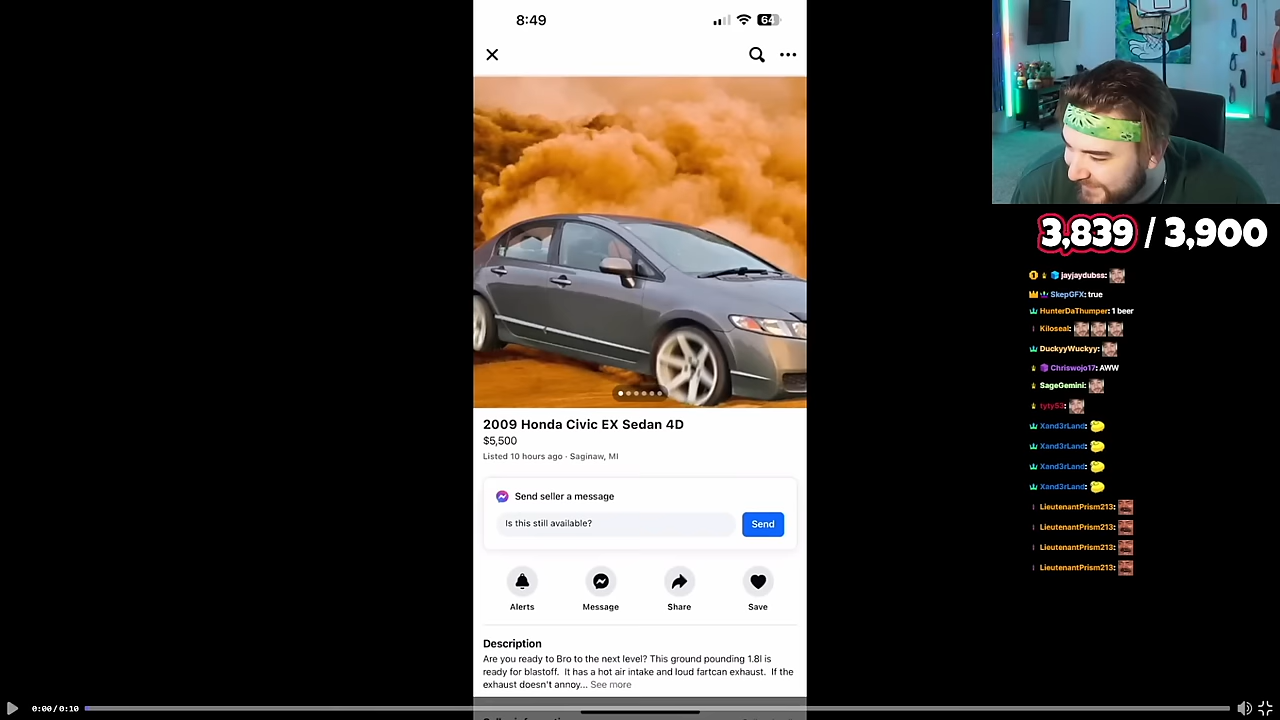 8:49
64
2009 Honda Civic EX Sedan 4D
$5,500
Listed 10 hours ago · Saginaw, MI
Send seller a message
Is this still available?
Send
Alerts
Message
Share
Save
Description
Are you ready to Bro to the next level? This ground pounding 1.8l is
ready for blastoff. It has a hot air intake and loud fartcan exhaust. If the
exhaust doesn't annoy... See more
3,839 / 3,900
jayjaydubss:
SkepGFX: true
HunterDaThumper: 1 beer
Kiloseal:
DuckyyWuckyy:
Chriswojo17: AWW
SageGemini:
tyty53:
Xand3rLand:
Xand3rLand:
Xand3rLand:
Xand3rLand:
LieutenantPrism213:
LieutenantPrism213:
LieutenantPrism213:
LieutenantPrism213:
0:00 / 0:10